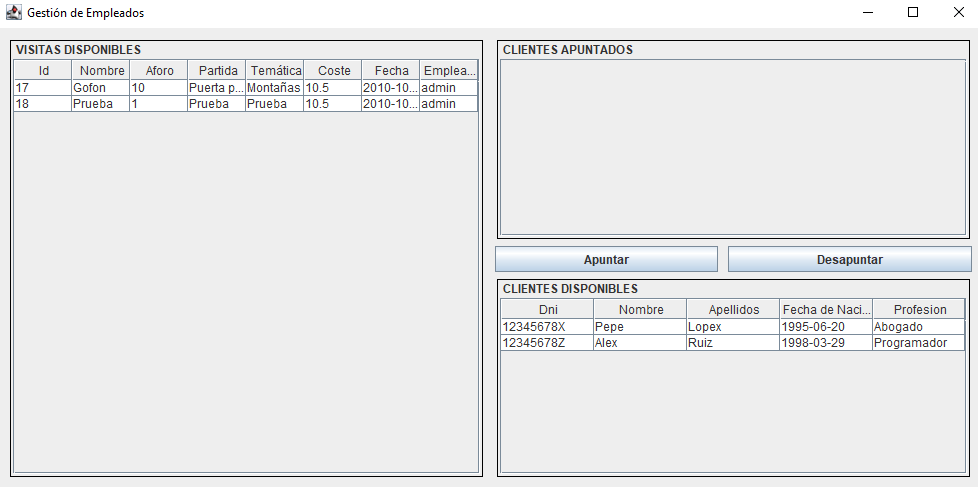 Gestión de Empleados
VISITAS DISPONIBLES
Id Nombre Aforo Partida Temática Coste Fecha Emplea...
17 Gofon 10 Puerta p... Montañas 10.5 2010-10... admin
18 Prueba 1 Prueba Prueba 10.5 2010-10... admin
CLIENTES APUNTADOS
Apuntar Desapuntar
CLIENTES DISPONIBLES
Dni Nombre Apellidos Fecha de Naci... Profesion
12345678X Pepe Lopex 1995-06-20 Abogado
12345678Z Alex Ruiz 1998-03-29 Programador